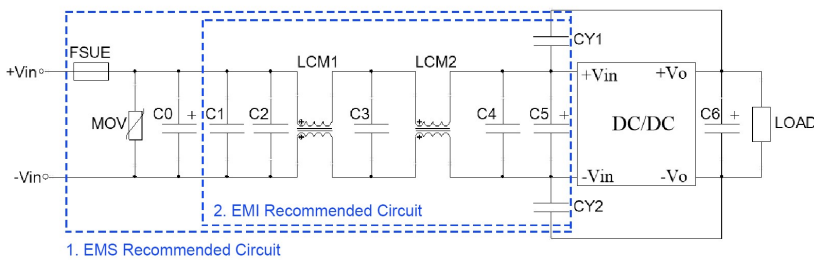 FSUE
LCM1
LCM2
CY1
+Vin
+Vin
+Vo
MOV
C0
+
C1
C2
+
+
C3
+
+
C4
C5
+
DC/DC
C6
+
LOAD
-Vin
-Vin
-Vo
CY2
2. EMI Recommended Circuit
1. EMS Recommended Circuit